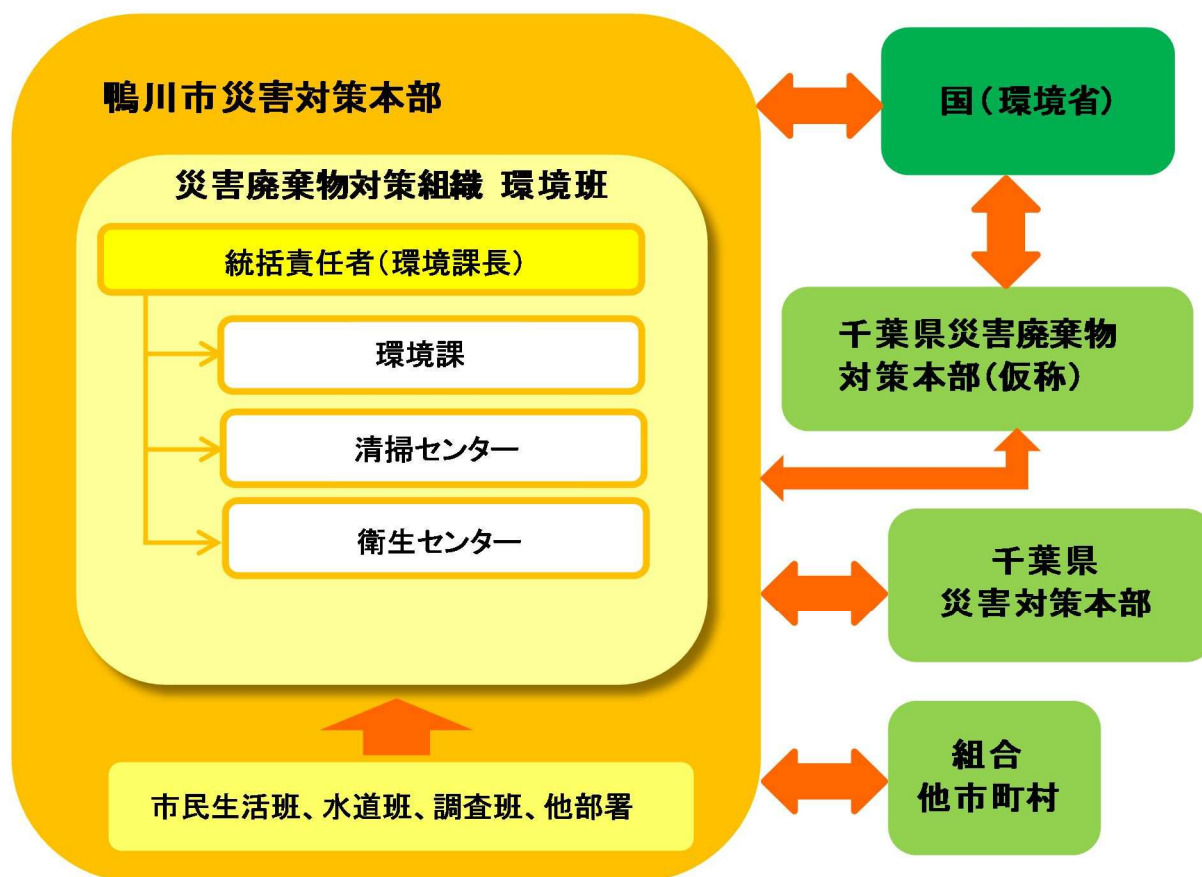 鴨川市災害対策本部
災害廃棄物対策組織 環境班
統括責任者(環境課長)
環境課
清掃センター
衛生センター
市民生活班、水道班、調査班、他部署
国(環境省)
千葉県災害廃棄物
対策本部(仮称)
千葉県
災害対策本部
組合
他市町村